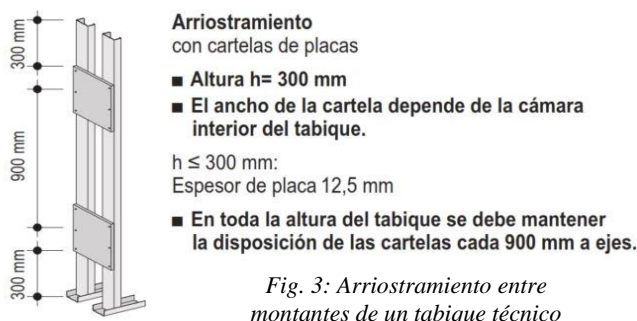 300 mm
900 mm
300 mm
Arriostramiento
con cartelas de placas
■ Altura h= 300 mm
■ El ancho de la cartela depende de la cámara
interior del tabique.
h ≤ 300 mm:
Espesor de placa 12,5 mm
■ En toda la altura del tabique se debe mantener
la disposición de las cartelas cada 900 mm a ejes.
Fig. 3: Arriostramiento entre
montantes de un tabique técnico